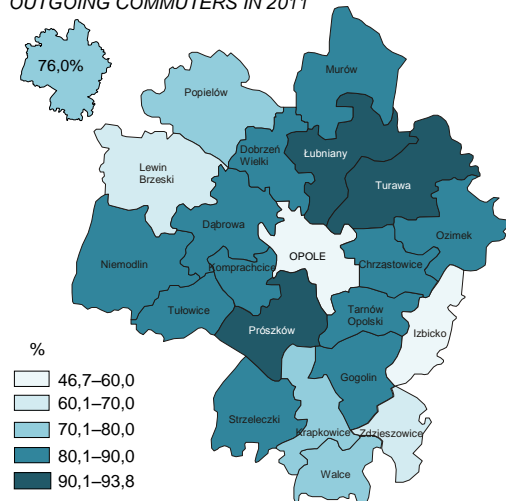 OUTGOING COMMUTERS IN 2011
76,0%
Murów
Popielów
Dobrzeń
Wielki
Łubniany
Lewin
Brzeski
Turawa
Dąbrowa
Ozimek
OPOLE
Niemodlin
Komprachcice
Chrząstowice
Tułowice
Tarnów
Opolski
Prószków
Izbicko
%
46,7–60,0
60,1–70,0
70,1–80,0
80,1–90,0
90,1–93,8
Gogolin
Strzeleczki
Krapkowice
Zdzieszowice
Walce